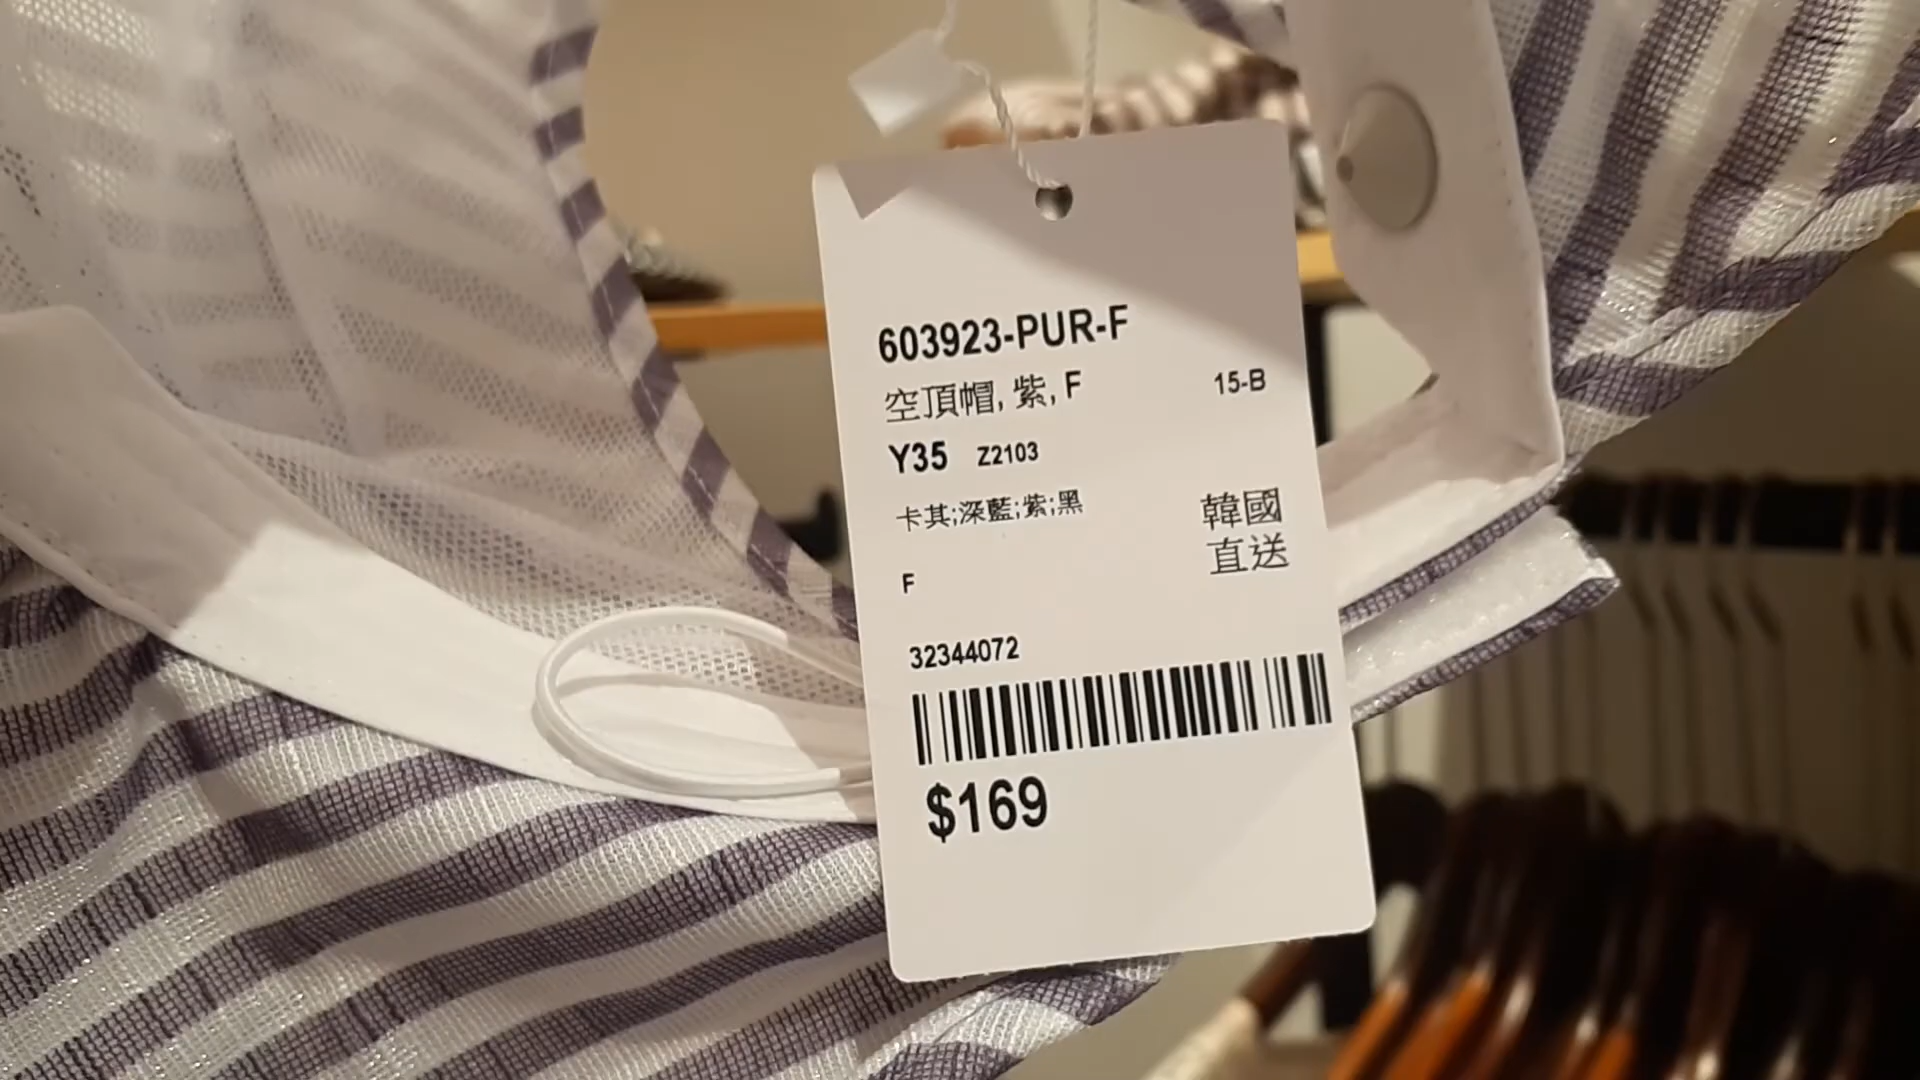 603923-PUR-F
空頂帽, 紫, F
15-B
Y35 Z2103
卡其;深藍;紫;黑
韓國
直送
F
32344072
$169